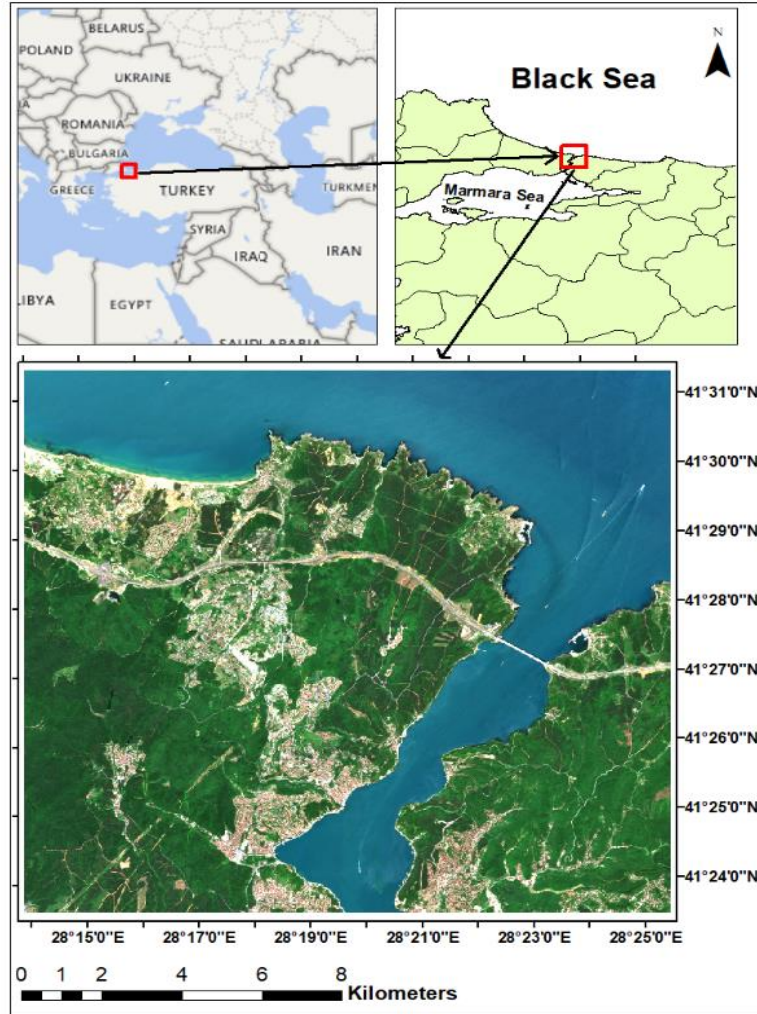 BELARUS
POLAND
UKRAINE
ROMANIA
BULGARIA
GREECE
TURKEY
TURKMEN
SYRIA
IRAQ
IRAN
IBYA
EGYPT
SAUDI ARABIA
N
Black Sea
Marmara Sea
41°31'0"N
41°30'0"N
41°29'0"N
41°28'0"N
41°27'0"N
41°26'0"N
41°25'0"N
41°24'0"N
28°15'0"E
28°17'0"E
28°19'0"E
28°21'0"E
28°23'0"E
28°25'0"E
0 1 2 4 6 8
Kilometers